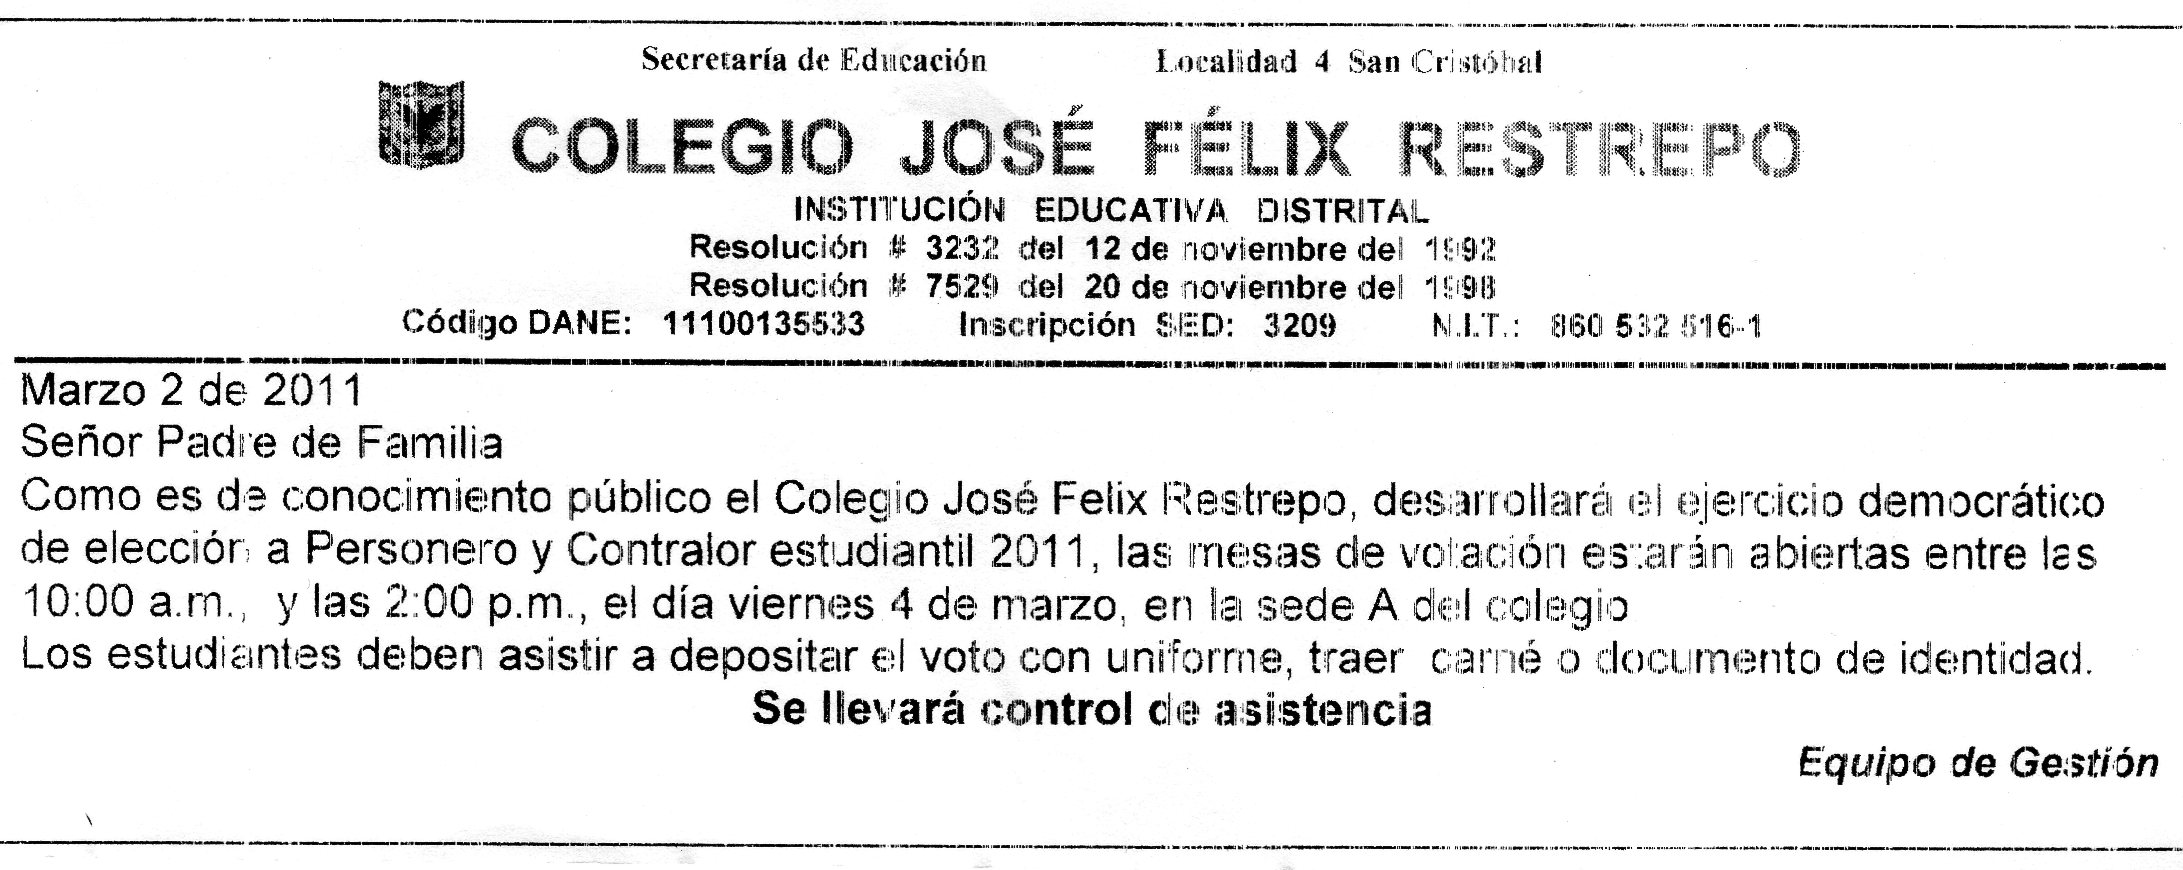 Secretaría de Educación Localidad 4 San Cristóbal
COLEGIO JOSÉ FÉLIX RESTREPO
INSTITUCIÓN EDUCATIVA DISTRITAL
Resolución # 3232 del 12 de noviembre del 1992
Resolución # 7529 del 20 de noviembre del 1998
Código DANE: 11100135533 Inscripción SED: 3209 N.I.T.: 860 532 516-1
Marzo 2 de 2011
Señor Padre de Familia
Como es de conocimiento público el Colegio José Felix Restrepo, desarrollará el ejercicio democrático
de elección a Personero y Contralor estudiantil 2011, las mesas de votación estarán abiertas entre las
10:00 a.m., y las 2:00 p.m., el día viernes 4 de marzo, en la sede A del colegio
Los estudiantes deben asistir a depositar el voto con uniforme, traer carné o documento de identidad.
Se llevará control de asistencia
Equipo de Gestión